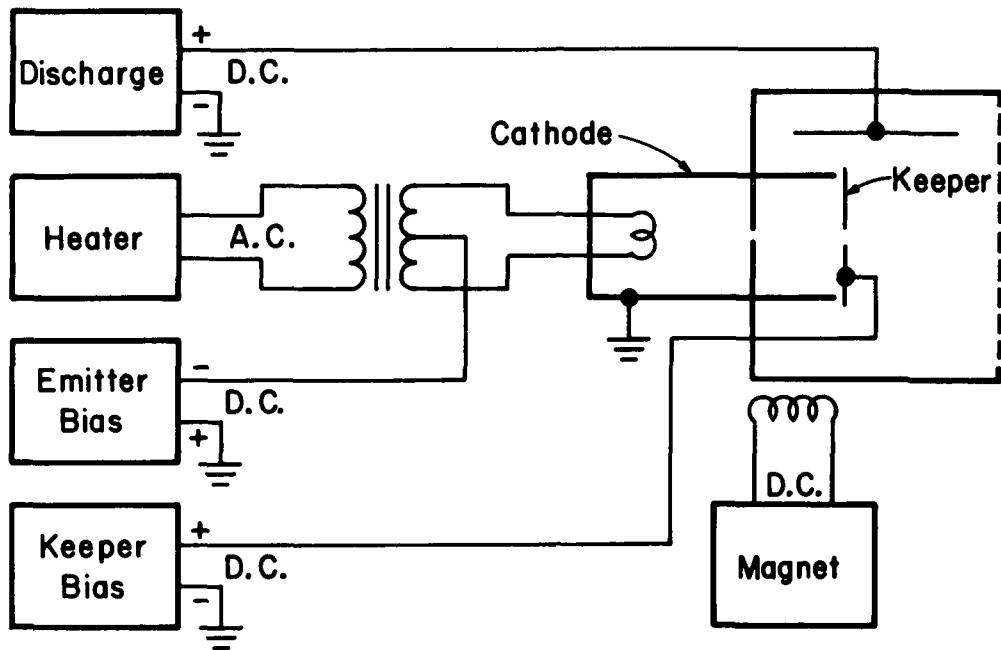 Discharge
+
D.C.
-
Cathode
Keeper
Heater
A.C.
Emitter
Bias
-
D.C.
+
Keeper
Bias
+
D.C.
-
D.C.
Magnet